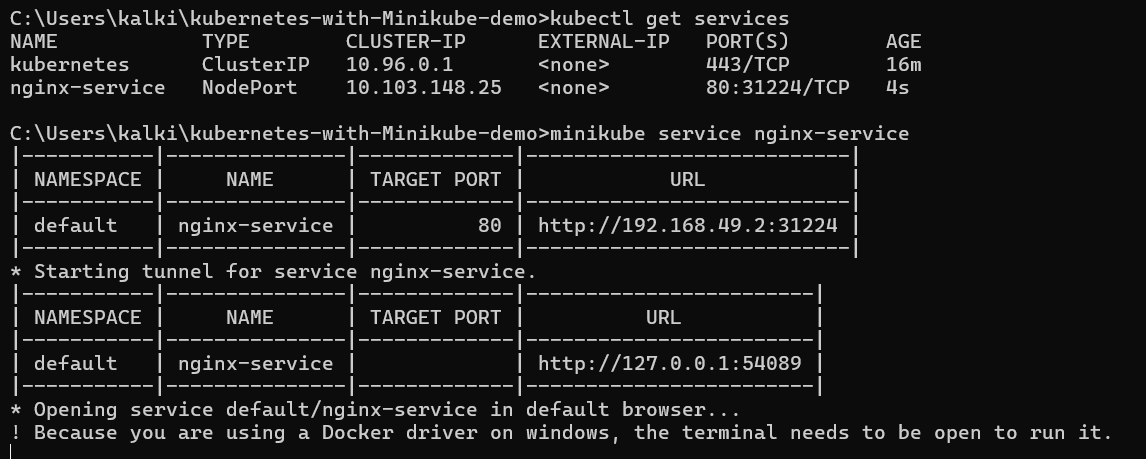 C:\Users\kalki\kubernetes-with-Minikube-demo>kubectl get services
NAME            TYPE        CLUSTER-IP      EXTERNAL-IP   PORT(S)        AGE
kubernetes      ClusterIP   10.96.0.1       <none>        443/TCP        16m
nginx-service   NodePort    10.103.148.25   <none>        80:31224/TCP   4s

C:\Users\kalki\kubernetes-with-Minikube-demo>minikube service nginx-service
|-----------|---------------|-------------|---------------------------|
| NAMESPACE |     NAME      | TARGET PORT |            URL            |
|-----------|---------------|-------------|---------------------------|
| default   | nginx-service |          80 | http://192.168.49.2:31224 |
|-----------|---------------|-------------|---------------------------|
* Starting tunnel for service nginx-service.
|-----------|---------------|-------------|------------------------|
| NAMESPACE |     NAME      | TARGET PORT |          URL           |
|-----------|---------------|-------------|------------------------|
| default   | nginx-service |             | http://127.0.0.1:54089 |
|-----------|---------------|-------------|------------------------|
* Opening service default/nginx-service in default browser...
! Because you are using a Docker driver on windows, the terminal needs to be open to run it.